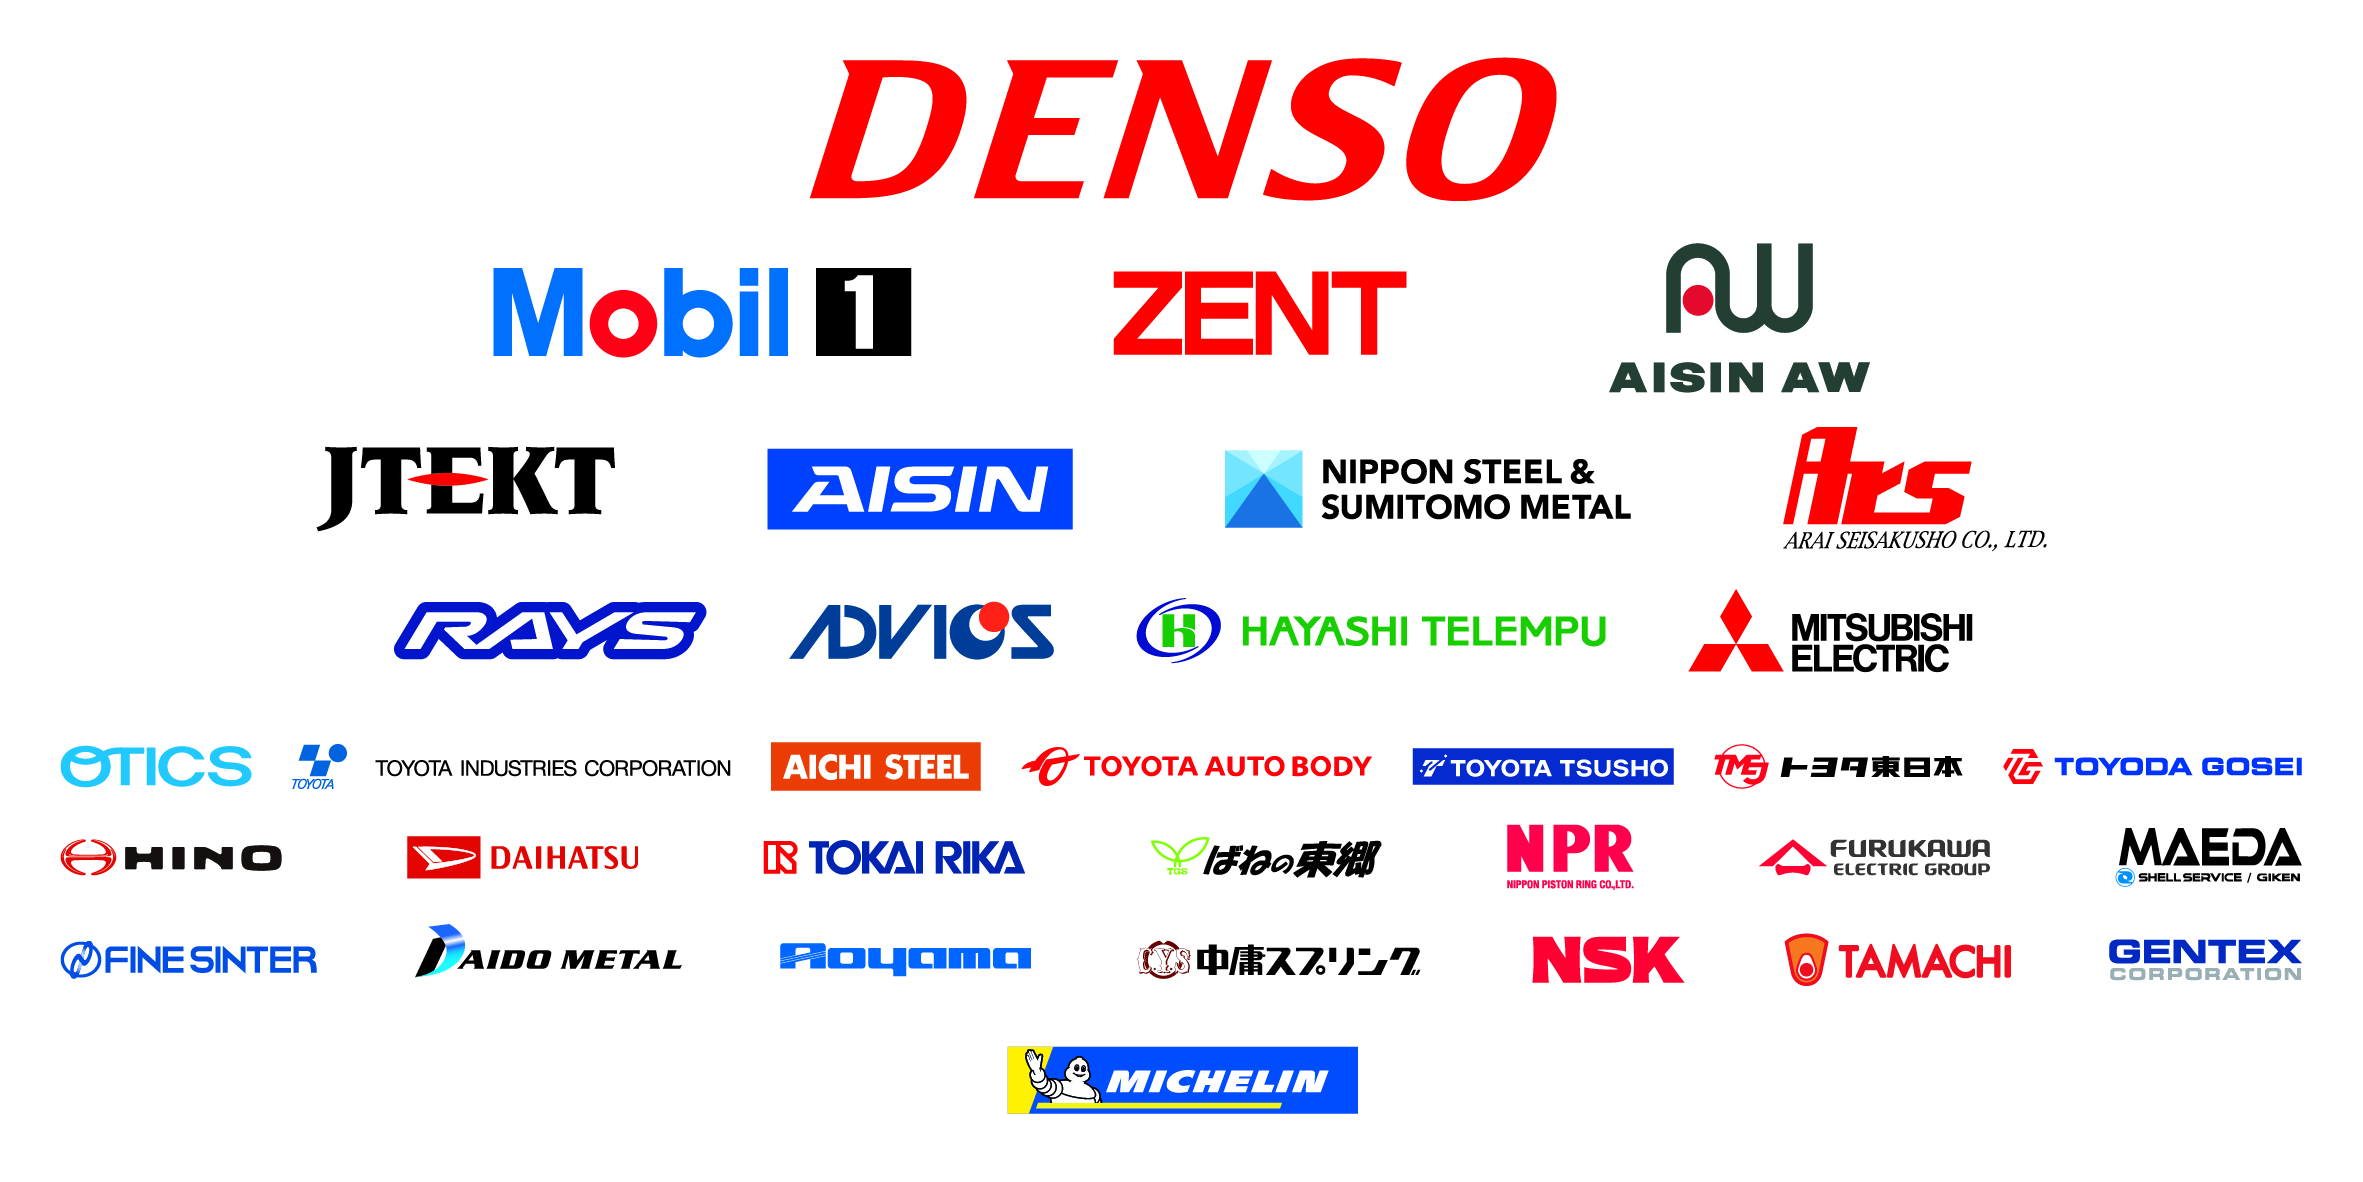 DENSO
Mobil 1
ZENT
AW
AISIN AW
JTEKT
AISIN
NIPPON STEEL &
SUMITOMO METAL
ars
ARAI SEISAKUSHO CO., LTD.
RAYS
ADVICS
H HAYASHI TELEMPU
MITSUBISHI
ELECTRIC
OTICS
TOYOTA
TOYOTA INDUSTRIES CORPORATION
AICHI STEEL
TOYOTA AUTO BODY
TOYOTA TSUSHO
TMEJ トヨタ東日本
TG TOYODA GOSEI
HINO
DAIHATSU
R TOKAI RIKA
TGS
ばねの東郷
NPR
NIPPON PISTON RING CO.,LTD.
FURUKAWA
ELECTRIC GROUP
MAEDA
SHELL SERVICE / GIKEN
FINE SINTER
DAIDO METAL
Aoyama
C.Y.S 中庸スプリング
NSK
TAMACHI
GENTEX
CORPORATION
MICHELIN